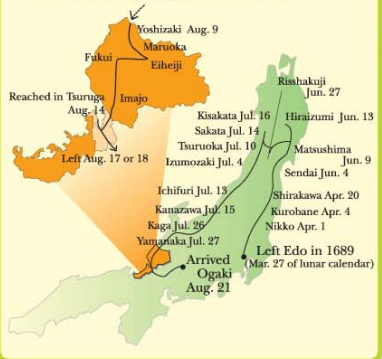 Yoshizaki Aug. 9
Maruoka
Fukui
Eiheiji
Reached in Tsuruga
Aug. 14
Imajo
Left Aug. 17 or 18
Risshakuji
Jun. 27
Kisakata Jul. 16
Hiraizumi Jun. 13
Sakata Jul. 14
Tsuruoka Jul. 10
Matsushima
Jun. 9
Izumozaki Jul. 4
Sendai Jun. 4
Ichifuri Jul. 13
Shirakawa Apr. 20
Kanazawa Jul. 15
Kurobane Apr. 4
Kaga Jul. 26
Nikko Apr. 1
Yamanaka Jul. 27
Left Edo in 1689
(Mar. 27 of lunar calendar)
Arrived
Ogaki
Aug. 21